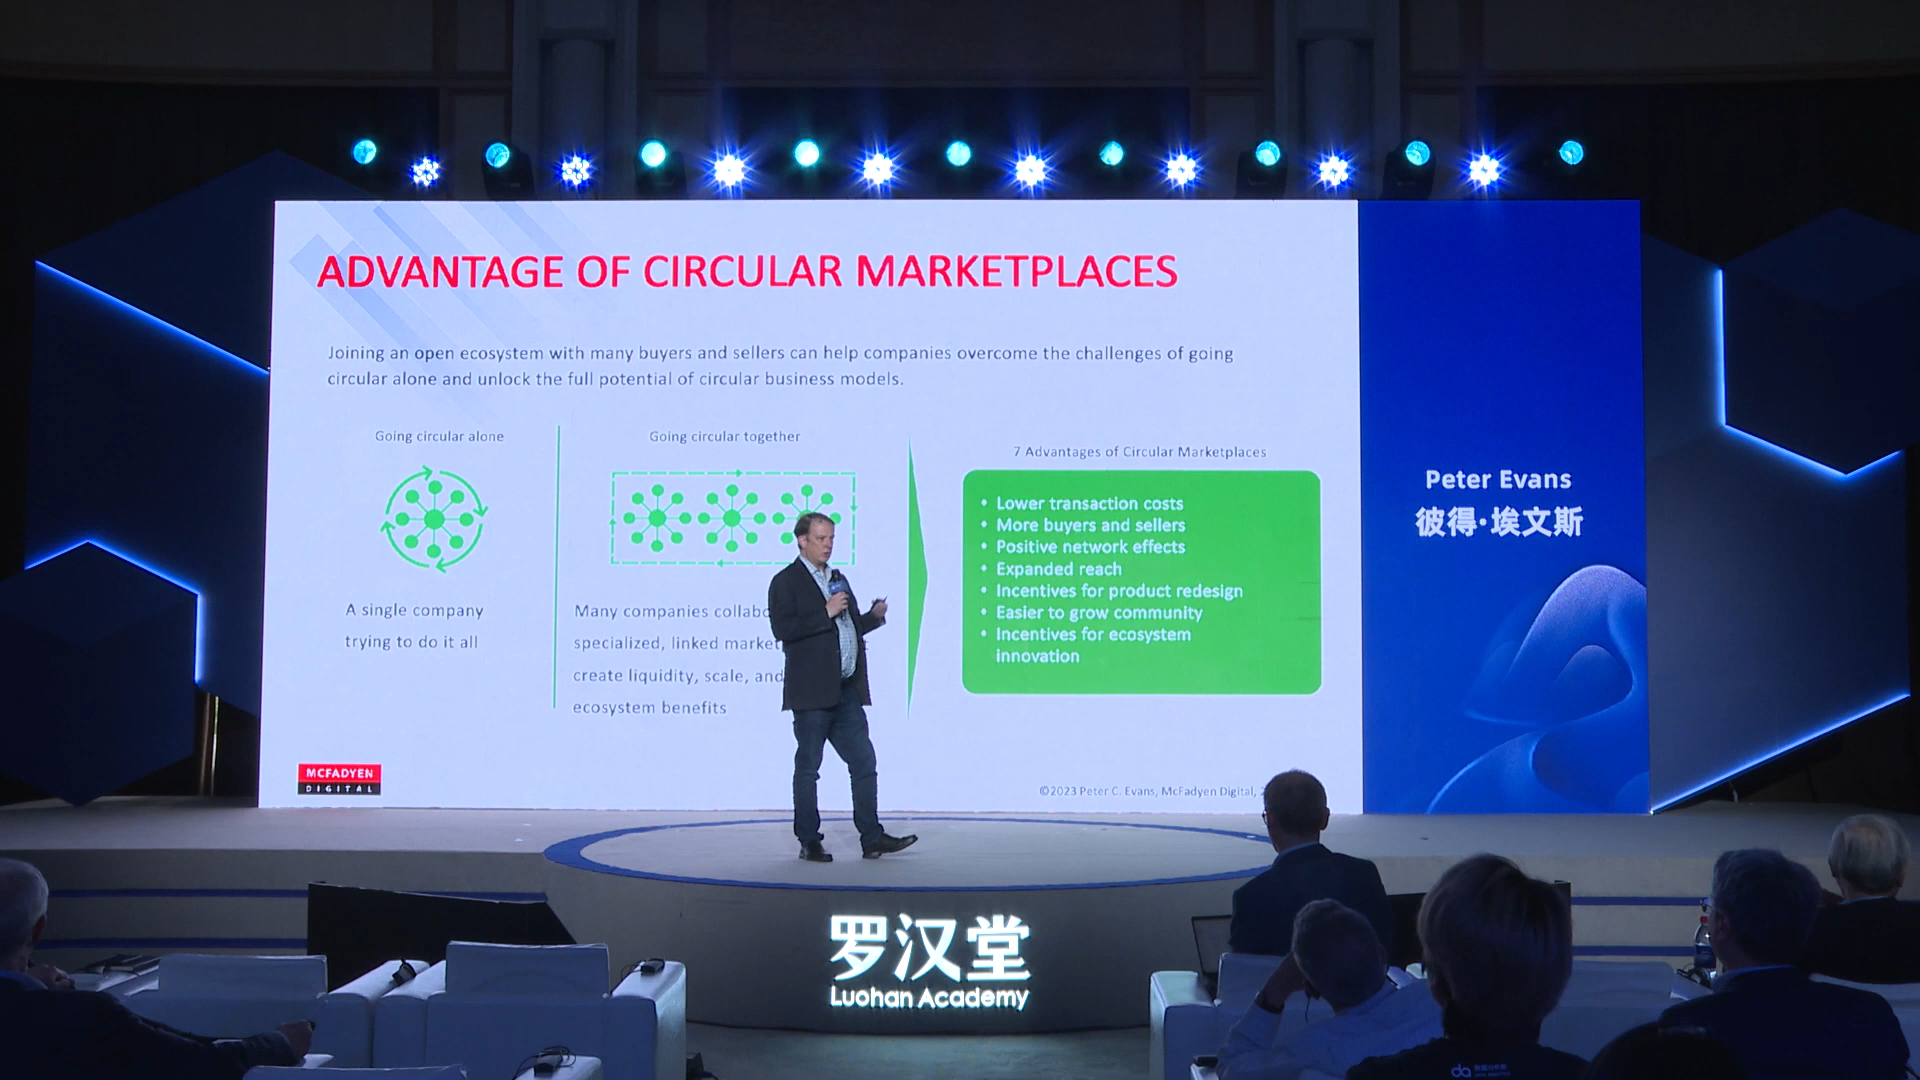 ADVANTAGE OF CIRCULAR MARKETPLACES
Joining an open ecosystem with many buyers and sellers can help companies overcome the challenges of going
circular alone and unlock the full potential of circular business models.
Going circular alone
A single company
trying to do it all
Going circular together
Many companies
specialized, linked
create liquidity, scale, and
ecosystem benefits
7 Advantages of Circular Marketplaces
• Lower transaction costs
• More buyers and sellers
• Positive network effects
• Expanded reach
• Incentives for product redesign
• Easier to grow community
• Incentives for ecosystem
innovation
MCFADYEN
DIGITAL
©2023 Peter C. Evans, McFadyen Digital,
Peter Evans
彼得·埃文斯
罗汉堂
Luohan Academy
da